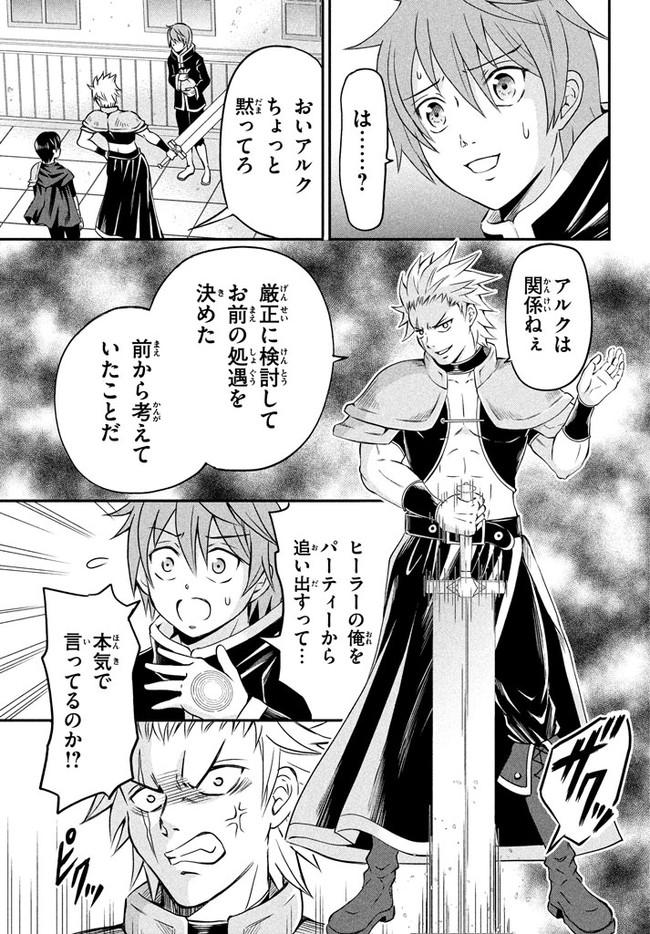 は……?
おいアルク
ちょっと
黙ってろ
アルクは
関係ねぇ
厳正に検討して
お前の処遇を
決めた
前から考えて
いたことだ
ザクッ
ヒーラーの俺を
パーティーから
追い出すって…
本気で
言ってるのか!?
ピクッ